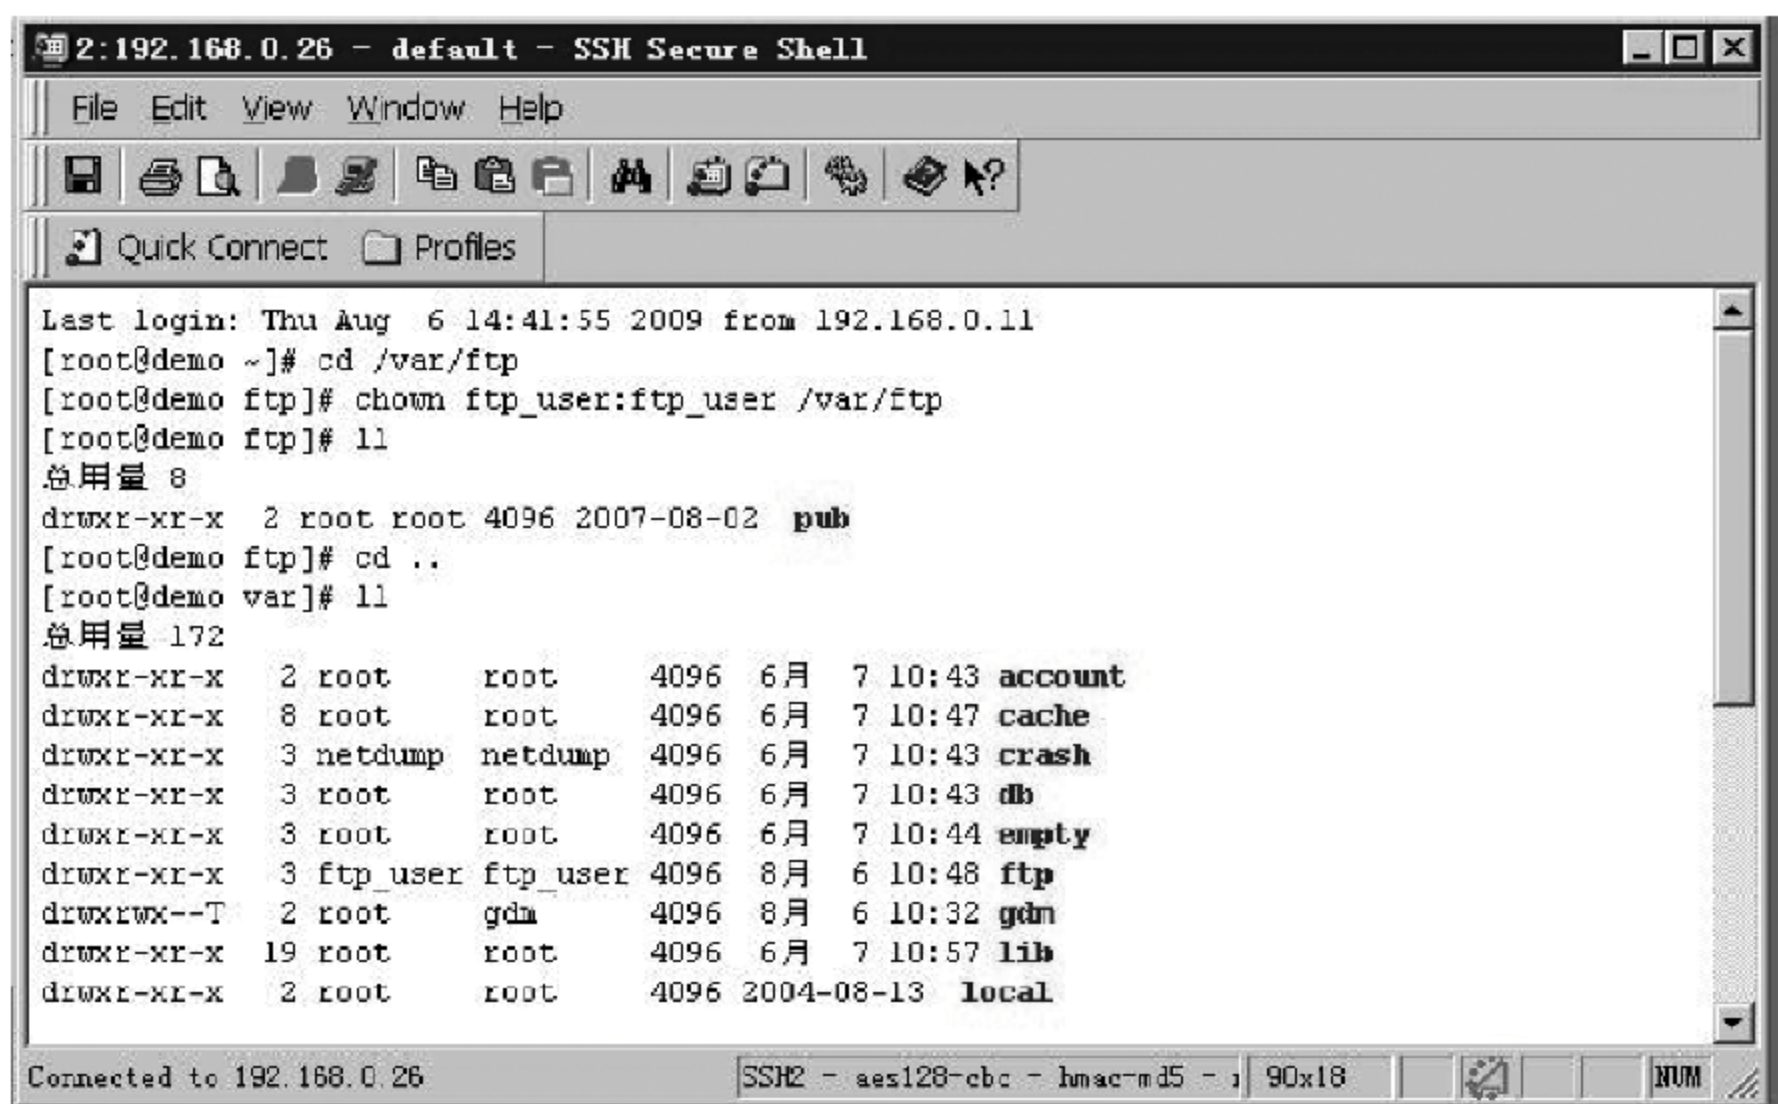 2:192.168.0.26 - default - SSH Secure Shell
File Edit View Window Help
Quick Connect Profiles
Last login: Thu Aug  6 14:41:55 2009 from 192.168.0.11
[root@demo ~]# cd /var/ftp
[root@demo ftp]# chown ftp_user:ftp_user /var/ftp
[root@demo ftp]# ll
总用量 8
drwxr-xr-x  2 root root 4096 2007-08-02  pub
[root@demo ftp]# cd ..
[root@demo var]# ll
总用量 172
drwxr-xr-x   2 root     root     4096  6月  7 10:43 account
drwxr-xr-x   8 root     root     4096  6月  7 10:47 cache
drwxr-xr-x   3 netdump  netdump  4096  6月  7 10:43 crash
drwxr-xr-x   3 root     root     4096  6月  7 10:43 db
drwxr-xr-x   3 root     root     4096  6月  7 10:44 empty
drwxr-xr-x   3 ftp_user ftp_user 4096  8月  6 10:48 ftp
drwxrwx--T   2 root     gdm      4096  8月  6 10:32 gdm
drwxr-xr-x  19 root     root     4096  6月  7 10:57 lib
drwxr-xr-x   2 root     root     4096 2004-08-13  local
Connected to 192.168.0.26 SSH2 - aes128-cbc - hmac-md5 - 90x18 NUM